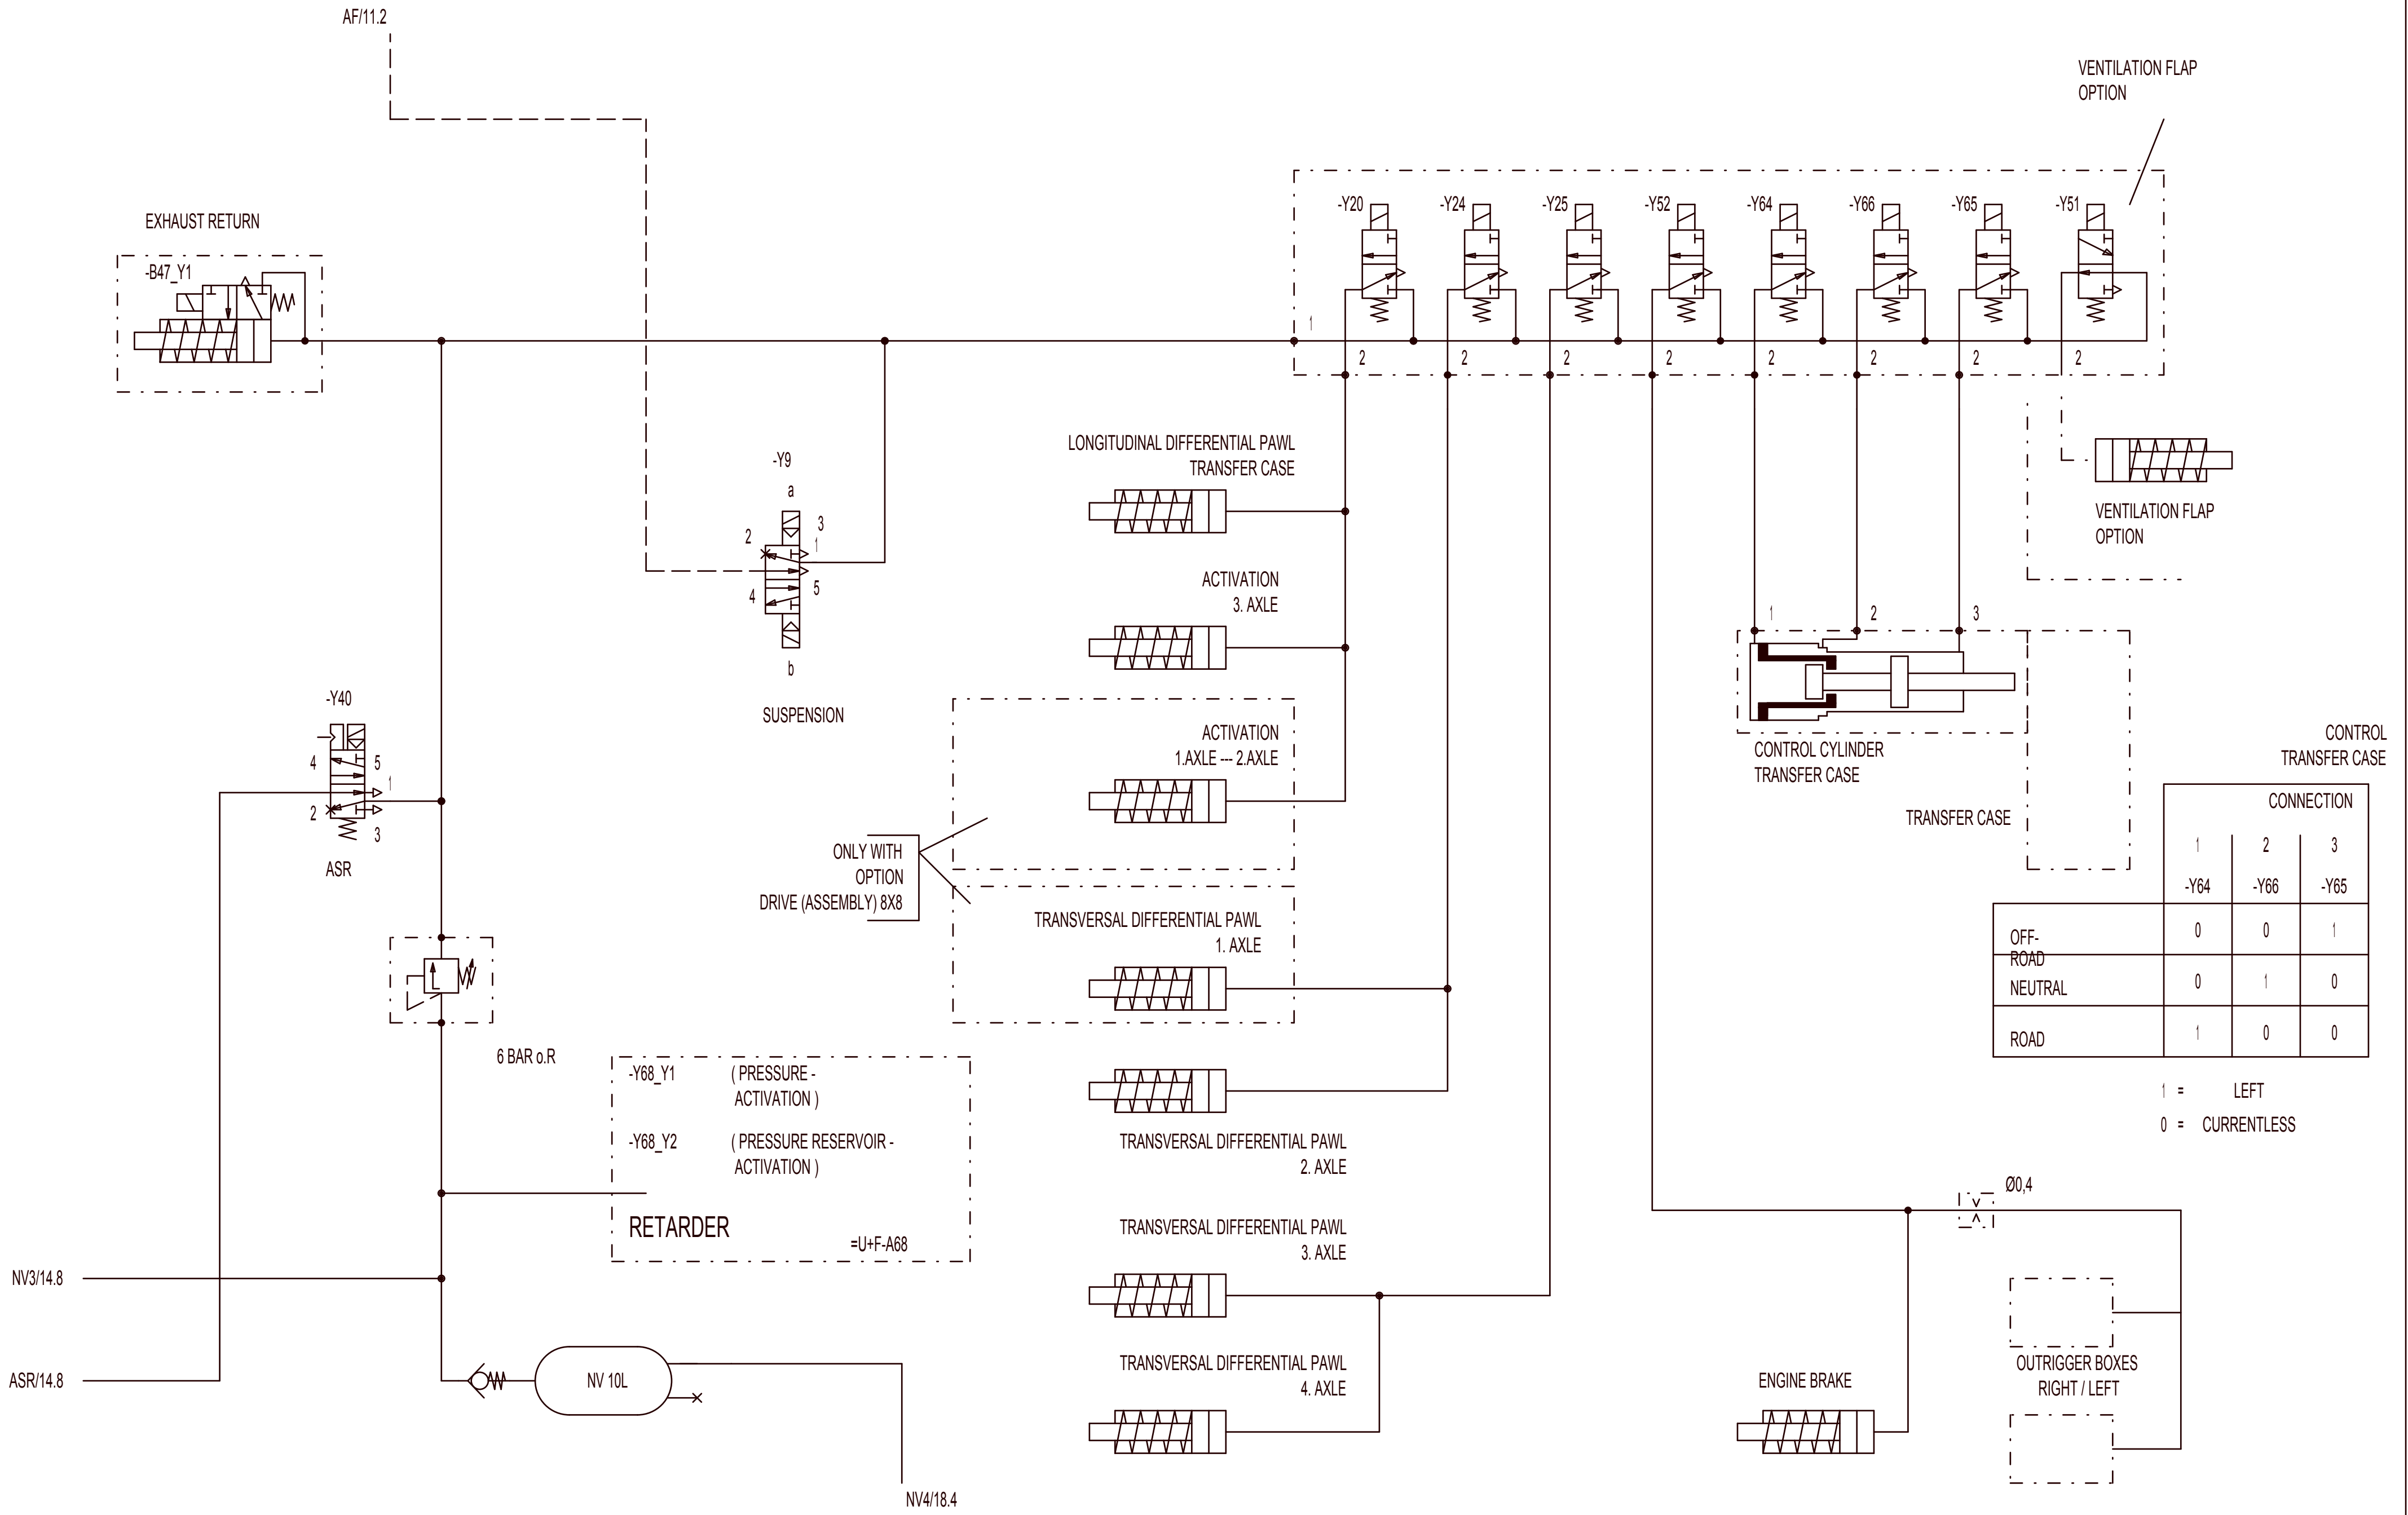 AF/11.2
VENTILATION FLAP
OPTION
EXHAUST RETURN
-B47_Y1
-Y20
-Y24
-Y25
-Y52
-Y64
-Y66
-Y65
-Y51
1
2
2
2
2
2
2
2
2
LONGITUDINAL DIFFERENTIAL PAWL
TRANSFER CASE
-Y9
a
3
2
1
5
4
b
SUSPENSION
VENTILATION FLAP
OPTION
ACTIVATION
3. AXLE
1
2
3
CONTROL CYLINDER
TRANSFER CASE
TRANSFER CASE
-Y40
4
5
1
2
3
ASR
ACTIVATION
1.AXLE --- 2.AXLE
ONLY WITH
OPTION
DRIVE (ASSEMBLY) 8X8
TRANSVERSAL DIFFERENTIAL PAWL
1. AXLE
CONTROL
TRANSFER CASE
CONNECTION
1 2 3
-Y64 -Y66 -Y65
OFF-
ROAD
0 0 1
NEUTRAL 0 1 0
ROAD 1 0 0
1 = LEFT
0 = CURRENTLESS
6 BAR o.R
-Y68_Y1 ( PRESSURE -
ACTIVATION )
-Y68_Y2 ( PRESSURE RESERVOIR -
ACTIVATION )
RETARDER
=U+F-A68
TRANSVERSAL DIFFERENTIAL PAWL
2. AXLE
TRANSVERSAL DIFFERENTIAL PAWL
3. AXLE
TRANSVERSAL DIFFERENTIAL PAWL
4. AXLE
Ø0,4
OUTRIGGER BOXES
RIGHT / LEFT
ENGINE BRAKE
NV3/14.8
ASR/14.8
NV 10L
NV4/18.4